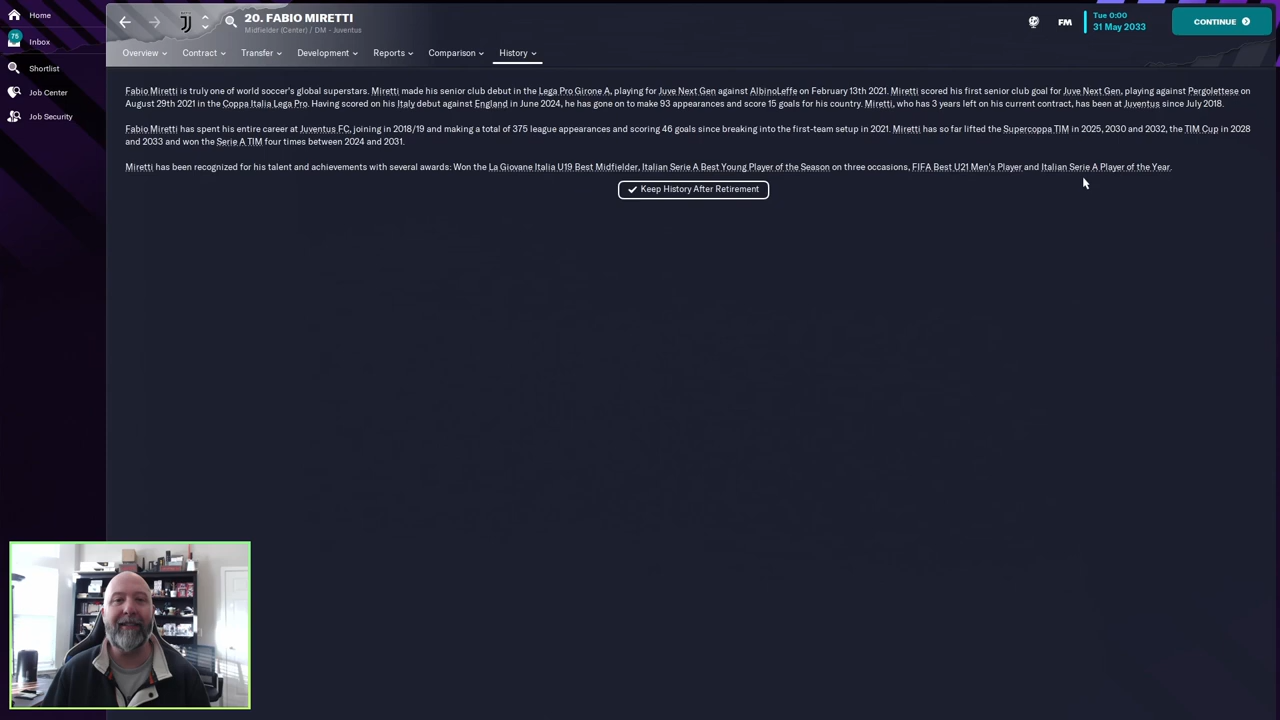 Home
75
Inbox
Shortlist
Job Center
Job Security
20. FABIO MIRETTI
Midfielder (Center) / DM - Juventus
FM
Tue 0:00
31 May 2033
CONTINUE
Overview
Contract
Transfer
Development
Reports
Comparison
History
Fabio Miretti is truly one of world soccer's global superstars. Miretti made his senior club debut in the Lega Pro Girone A, playing for Juve Next Gen against AlbinoLeffe on February 13th 2021. Miretti scored his first senior club goal for Juve Next Gen, playing against Pergolettese on
August 29th 2021 in the Coppa Italia Lega Pro. Having scored on his Italy debut against England in June 2024, he has gone on to make 93 appearances and score 15 goals for his country. Miretti, who has 3 years left on his current contract, has been at Juventus since July 2018.
Fabio Miretti has spent his entire career at Juventus FC, joining in 2018/19 and making a total of 375 league appearances and scoring 46 goals since breaking into the first-team setup in 2021. Miretti has so far lifted the Supercoppa TIM in 2025, 2030 and 2032, the TIM Cup in 2028
and 2033 and won the Serie A TIM four times between 2024 and 2031.
Miretti has been recognized for his talent and achievements with several awards: Won the La Giovane Italia U19 Best Midfielder, Italian Serie A Best Young Player of the Season on three occasions, FIFA Best U21 Men's Player and Italian Serie A Player of the Year.
Keep History After Retirement